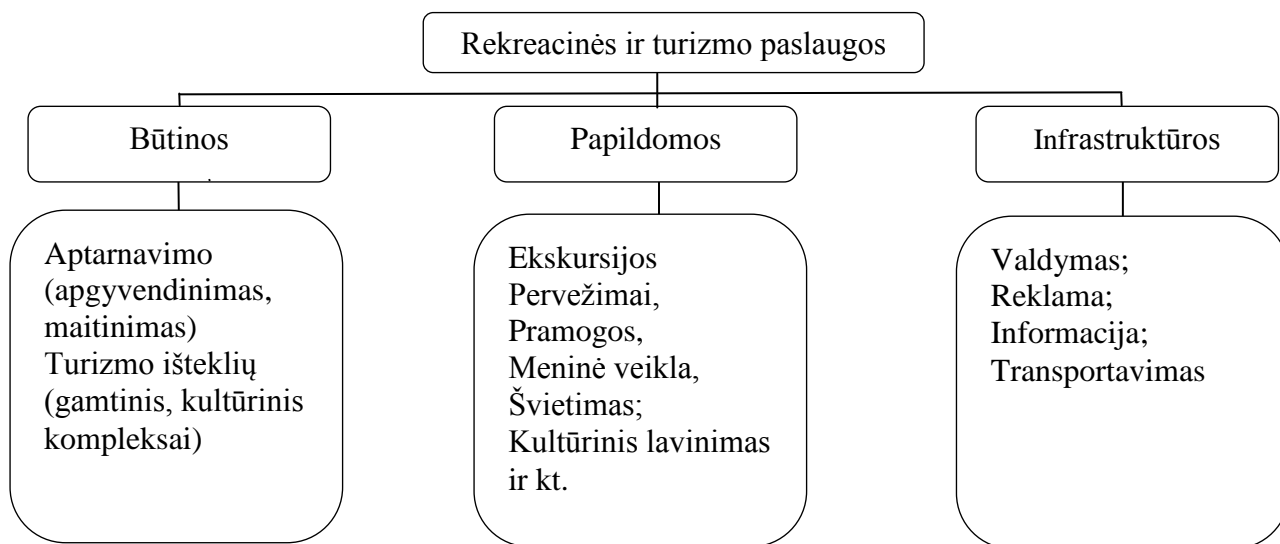 Rekreacinės ir turizmo paslaugos
Būtinos
Papildomos
Infrastruktūros
Aptarnavimo
(apgyvendinimas,
maitinimas)
Turizmo išteklių
(gamtinis, kultūrinis
kompleksai)
Ekskursijos
Pervežimai,
Pramogos,
Meninė veikla,
Švietimas;
Kultūrinis lavinimas
ir kt.
Valdymas;
Reklama;
Informacija;
Transportavimas